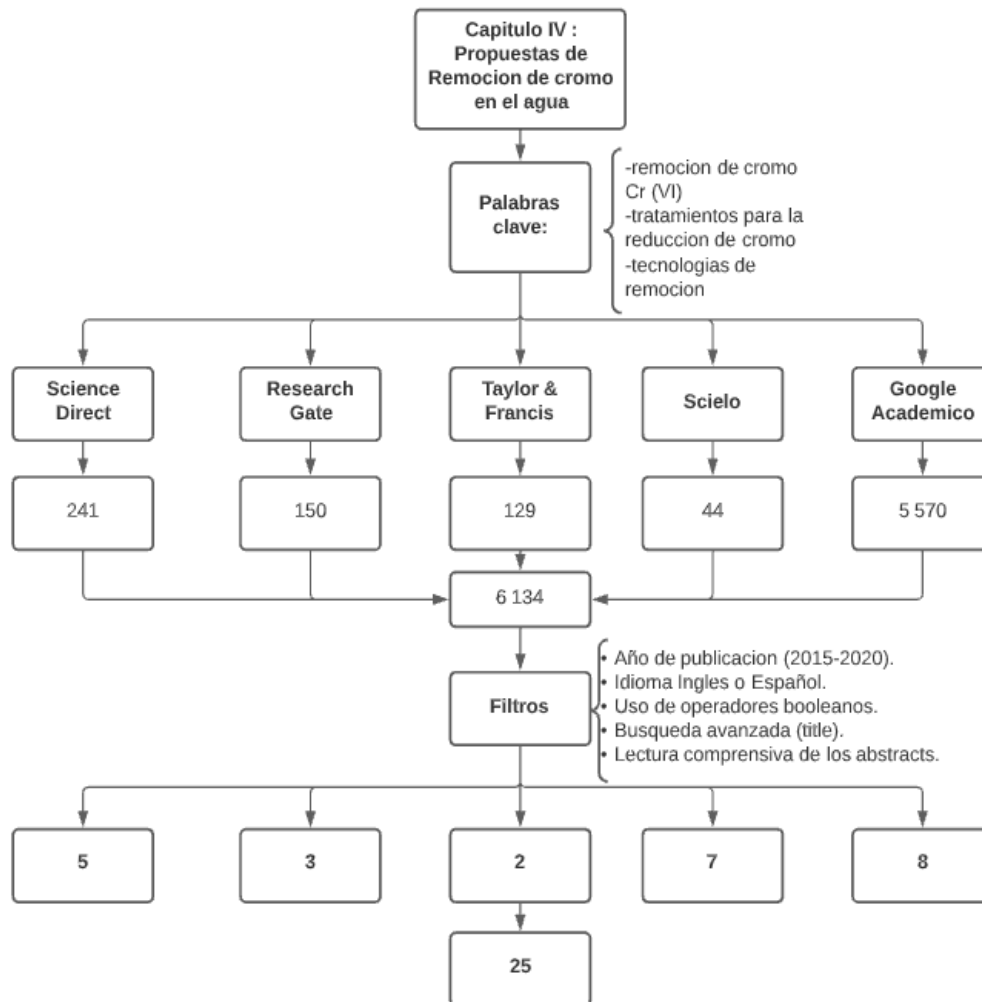 Capitulo IV :
Propuestas de
Remocion de cromo
en el agua
Palabras
clave:
-remocion de cromo
Cr (VI)
-tratamientos para la
reduccion de cromo
-tecnologias de
remocion
Science
Direct
Research
Gate
Taylor &
Francis
Scielo
Google
Academico
241
150
129
44
5 570
6 134
Filtros
• Año de publicacion (2015-2020).
• Idioma Ingles o Español.
• Uso de operadores booleanos.
• Busqueda avanzada (title).
• Lectura comprensiva de los abstracts.
5
3
2
7
8
25